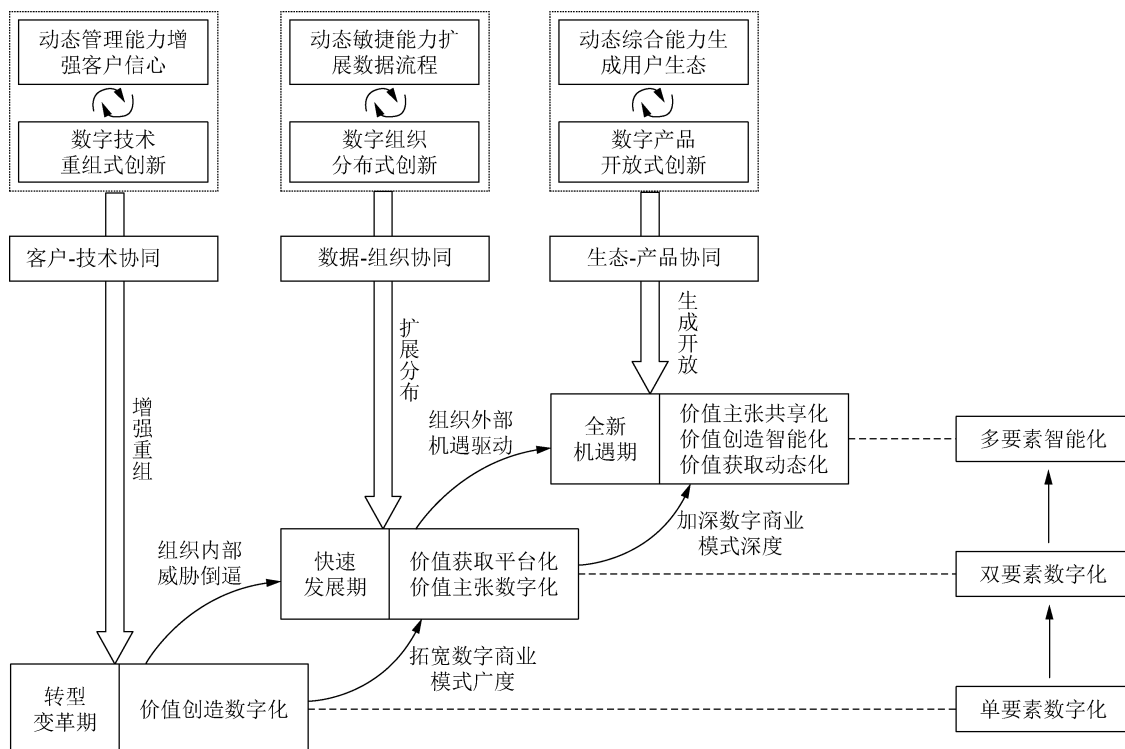 动态管理能力增
强客户信心
动态敏捷能力扩
展数据流程
动态综合能力生
成用户生态
数字技术
重组式创新
数字组织
分布式创新
数字产品
开放式创新
客户-技术协同
数据-组织协同
生态-产品协同
增强重组
扩展分布
生成开放
组织外部
机遇驱动
全新
机遇期
价值主张共享化
价值创造智能化
价值获取动态化
多要素智能化
加深数字商业
模式深度
组织内部
威胁倒逼
快速
发展期
价值获取平台化
价值主张数字化
双要素数字化
拓宽数字商业
模式广度
转型
变革期
价值创造数字化
单要素数字化